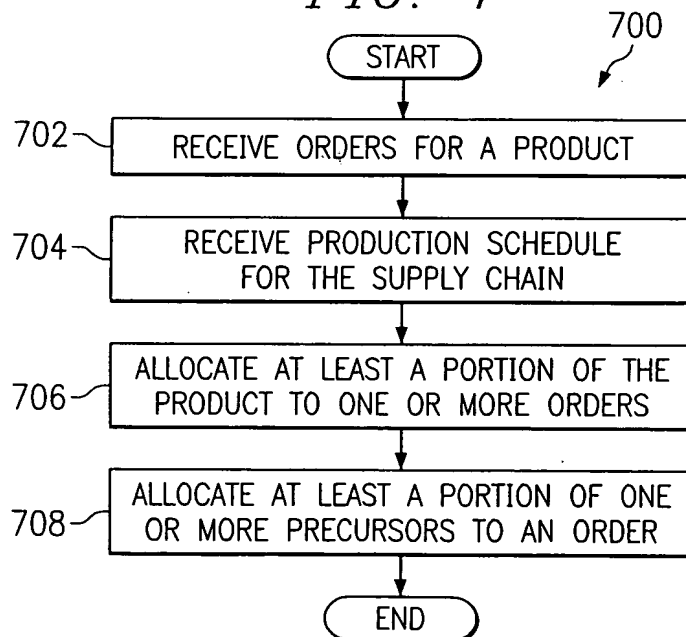 FIG. 7
700
START
702
RECEIVE ORDERS FOR A PRODUCT
704
RECEIVE PRODUCTION SCHEDULE
FOR THE SUPPLY CHAIN
706
ALLOCATE AT LEAST A PORTION OF THE
PRODUCT TO ONE OR MORE ORDERS
708
ALLOCATE AT LEAST A PORTION OF ONE
OR MORE PRECURSORS TO AN ORDER
END